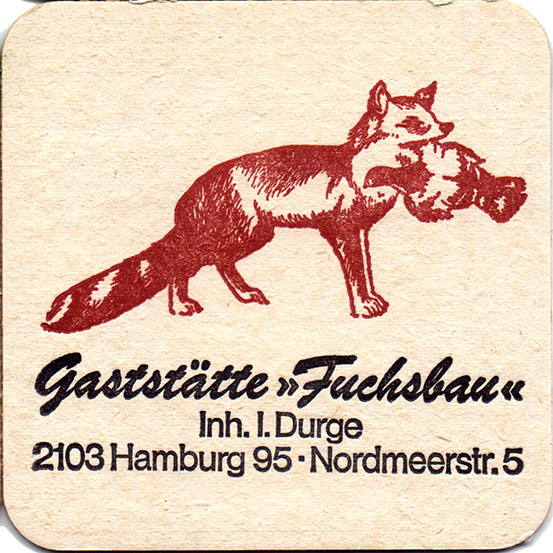 Gaststätte »Fuchsbau«
Inh. I. Durge
2103 Hamburg 95 · Nordmeerstr. 5